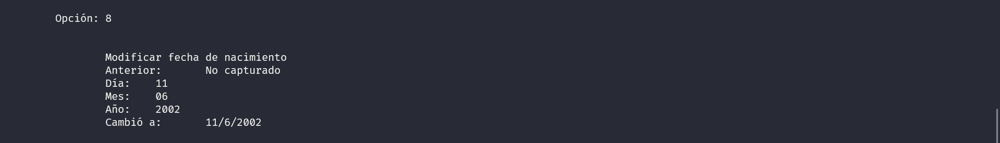 Opción: 8
Modificar fecha de nacimiento
Anterior: No capturado
Día: 11
Mes: 06
Año: 2002
Cambió a: 11/6/2002